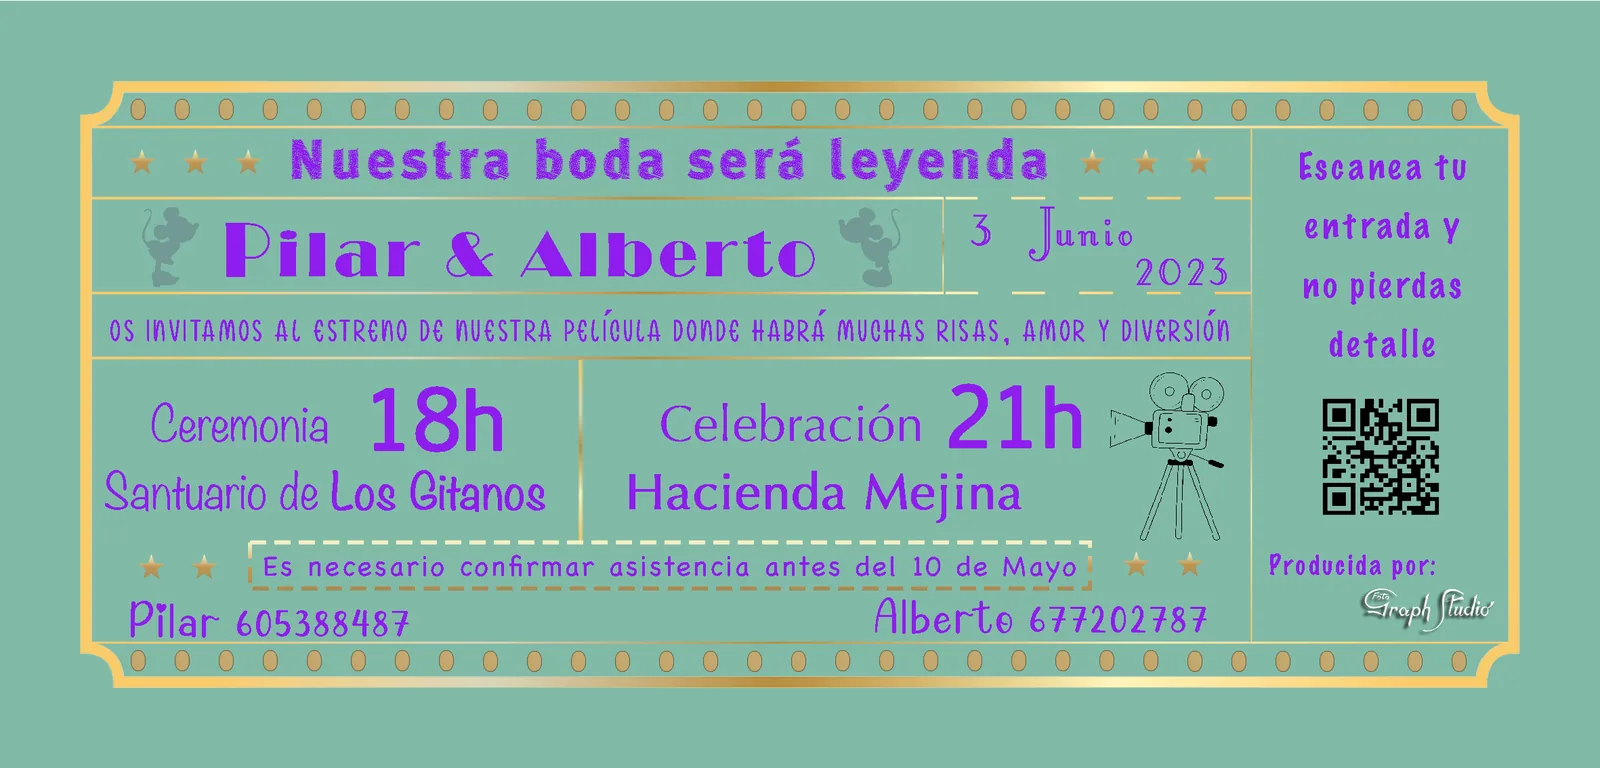 Nuestra boda será leyenda
Pilar & Alberto
3 Junio
2023
OS INVITAMOS AL ESTRENO DE NUESTRA PELÍCULA DONDE HABRÁ MUCHAS RISAS, AMOR Y DIVERSIÓN
Ceremonia 18h
Santuario de Los Gitanos
Celebración 21h
Hacienda Mejina
Es necesario confirmar asistencia antes del 10 de Mayo
Pilar 605388487
Alberto 677202787
Escanea tu
entrada y
no pierdas
detalle
Producida por:
Foto
Graph Studio